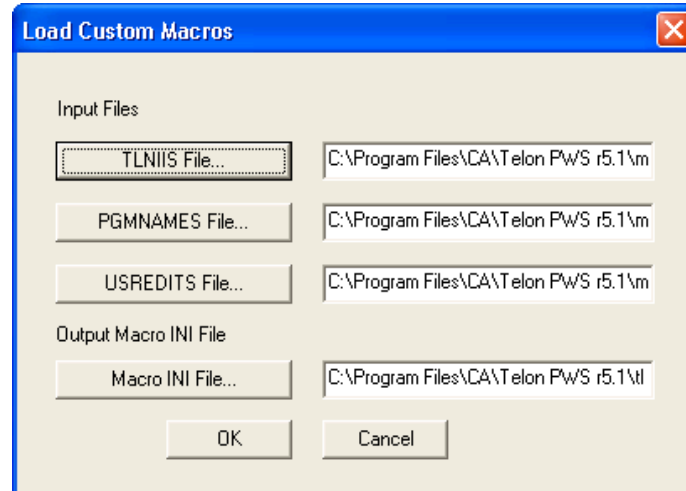 Load Custom Macros
Input Files
TLNIIS File... C:\Program Files\CA\Telon PWS r5.1\m
PGMNAMES File... C:\Program Files\CA\Telon PWS r5.1\m
USREDITS File... C:\Program Files\CA\Telon PWS r5.1\m
Output Macro INI File
Macro INI File... C:\Program Files\CA\Telon PWS r5.1\tl
OK Cancel